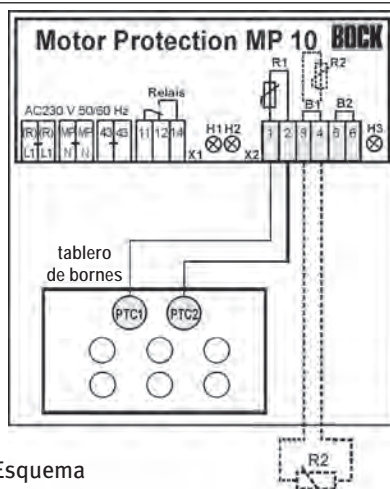 Motor Protection MP 10 BOCK
R1
R2
Relais
B1 B2
AC230 V 50/60 Hz
(R) (R) MP MP 43 43 11 12 14
H1 H2
1 2 3 4 5 6
H3
L1 L1 N N
X1
X2
tablero
de bornes
PTC1
PTC2
Esquema
R2